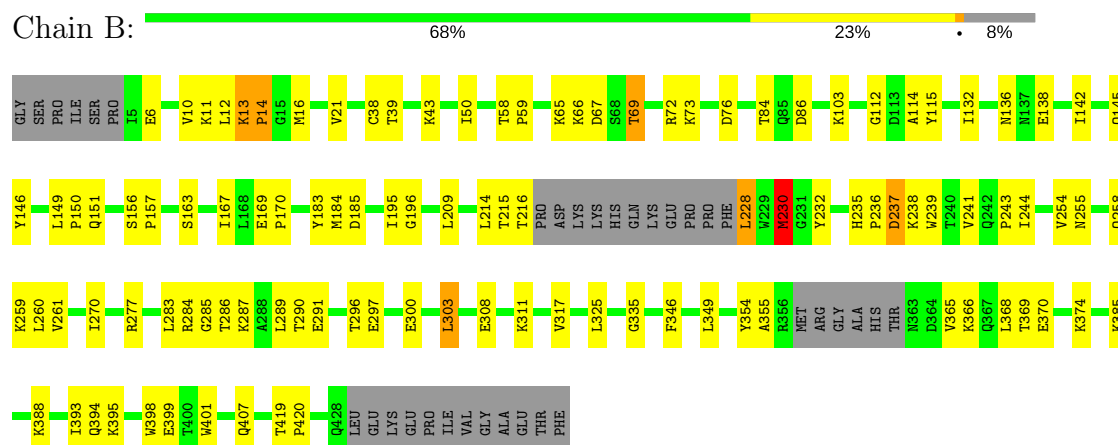 Chain B:
68% 23% • 8%
GLY SER PRO ILE SER PRO I5 E6 V10 K11 L12 K13 P14 G15 M16 V21 C38 T39 K43 I50 T58 P59 K65 K66 D67 S68 T69 R72 K73 D76 T84 Q85 D86 K103 G112 D113 A114 Y115 I132 N136 N137 E138 I142 Q145
Y146 L149 P150 Q151 S156 P157 S163 I167 L168 E169 P170 Y183 M184 D185 I195 G196 L209 L214 T215 T216 PRO ASP LYS LYS HIS GLN LYS GLU PRO PRO PHE L228 W229 M230 G231 Y232 H235 P236 D237 K238 W239 T240 V241 Q242 P243 I244 V254 N255 Q258
K259 L260 V261 I270 R277 L283 R284 G285 T286 K287 A288 L289 T290 E291 T296 E297 E300 L303 E308 K311 V317 L325 G335 F346 L349 Y354 A355 R356 MET ARG GLY ALA HIS THR N363 D364 V365 K366 Q367 L368 T369 E370 K374 K385
K388 I393 Q394 K395 W398 E399 T400 W401 Q407 T419 P420 Q428 LEU GLU LYS GLU PRO ILE VAL GLY ALA GLU THR PHE